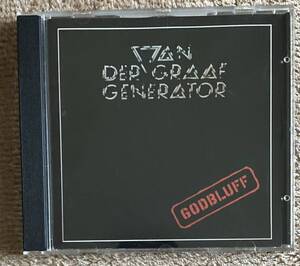 VAN
DER GRAAF
GENERATOR
GODBLUFF